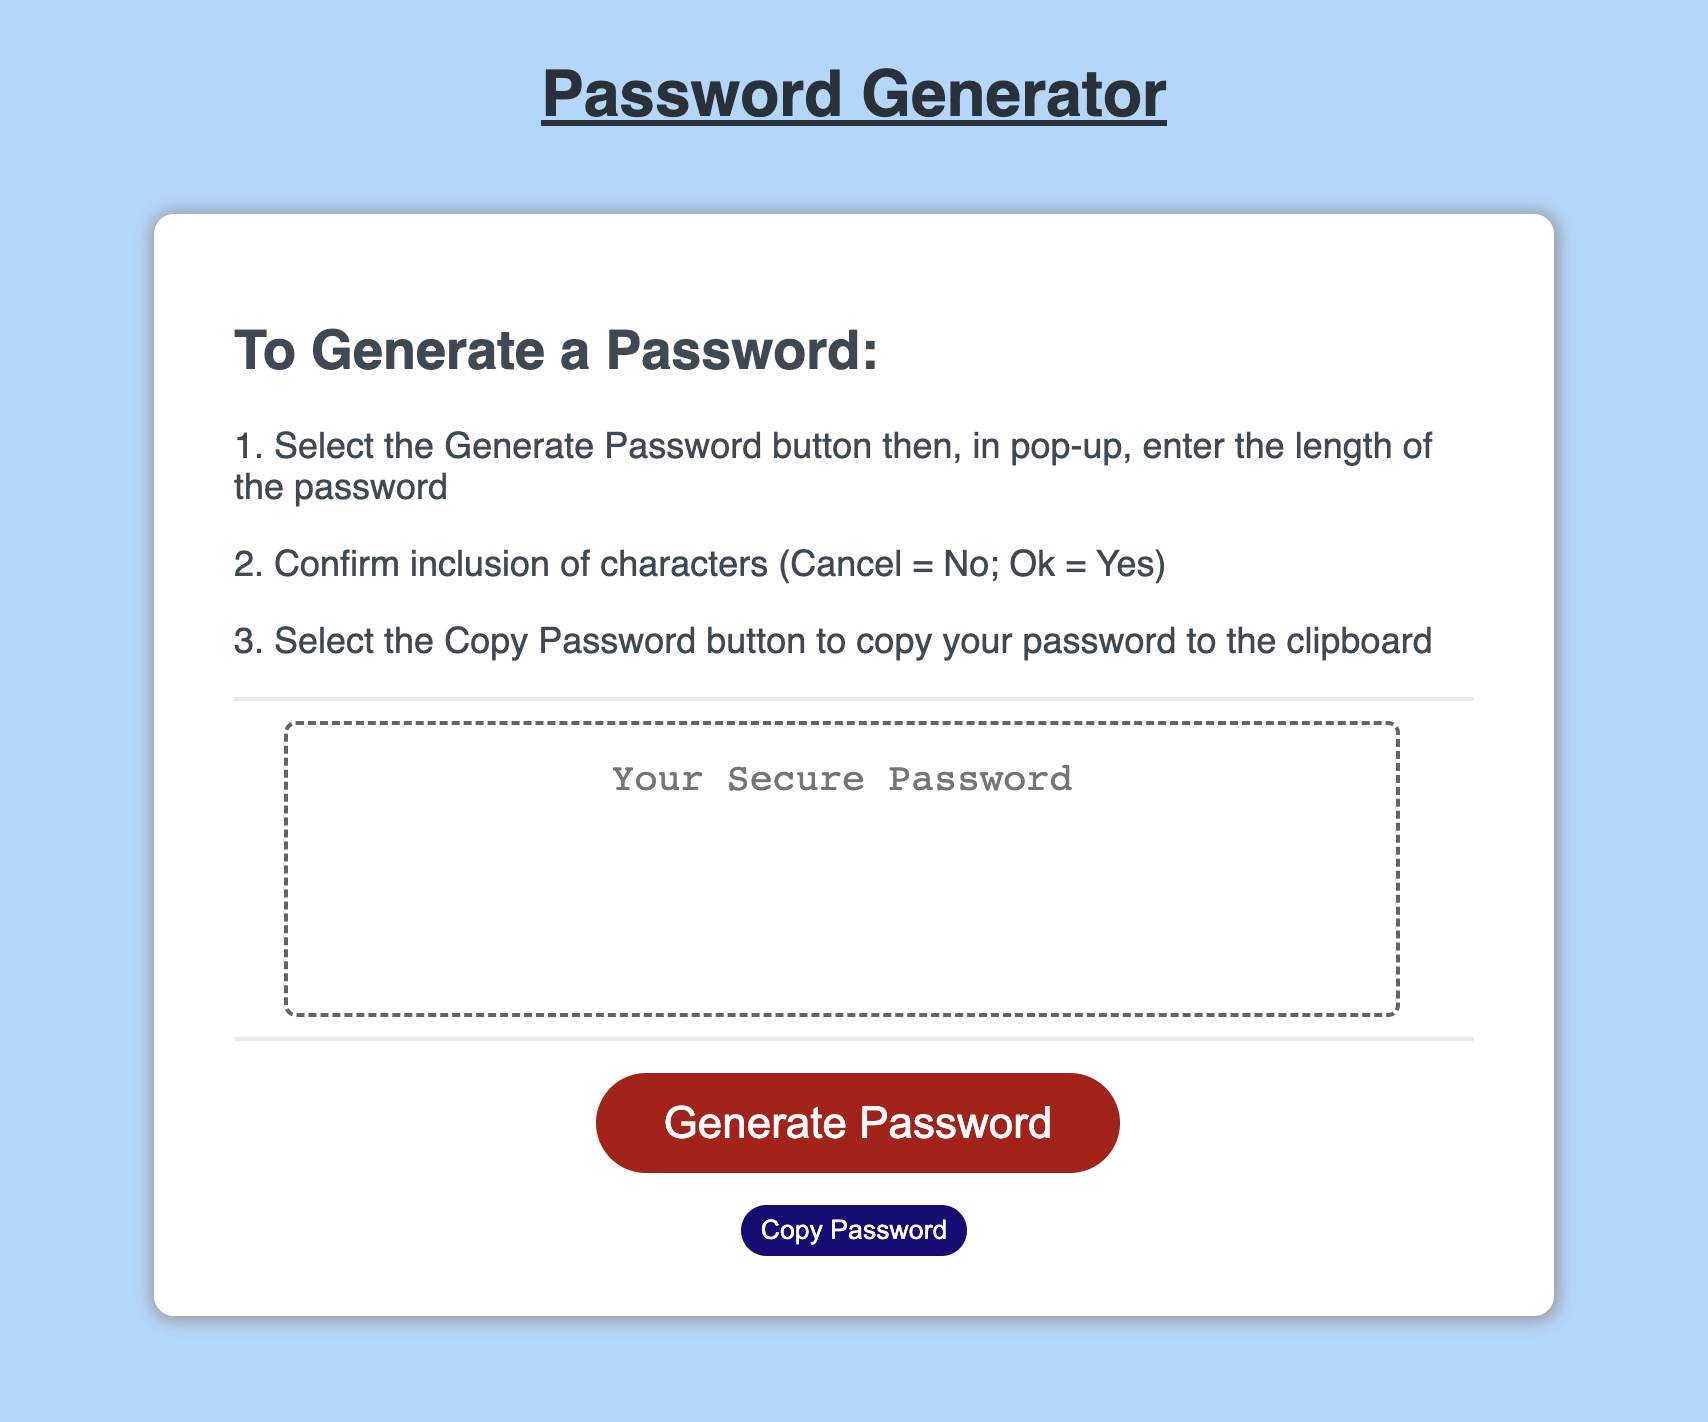 Password Generator
To Generate a Password:
1. Select the Generate Password button then, in pop-up, enter the length of
the password
2. Confirm inclusion of characters (Cancel = No; Ok = Yes)
3. Select the Copy Password button to copy your password to the clipboard
Your Secure Password
Generate Password
Copy Password